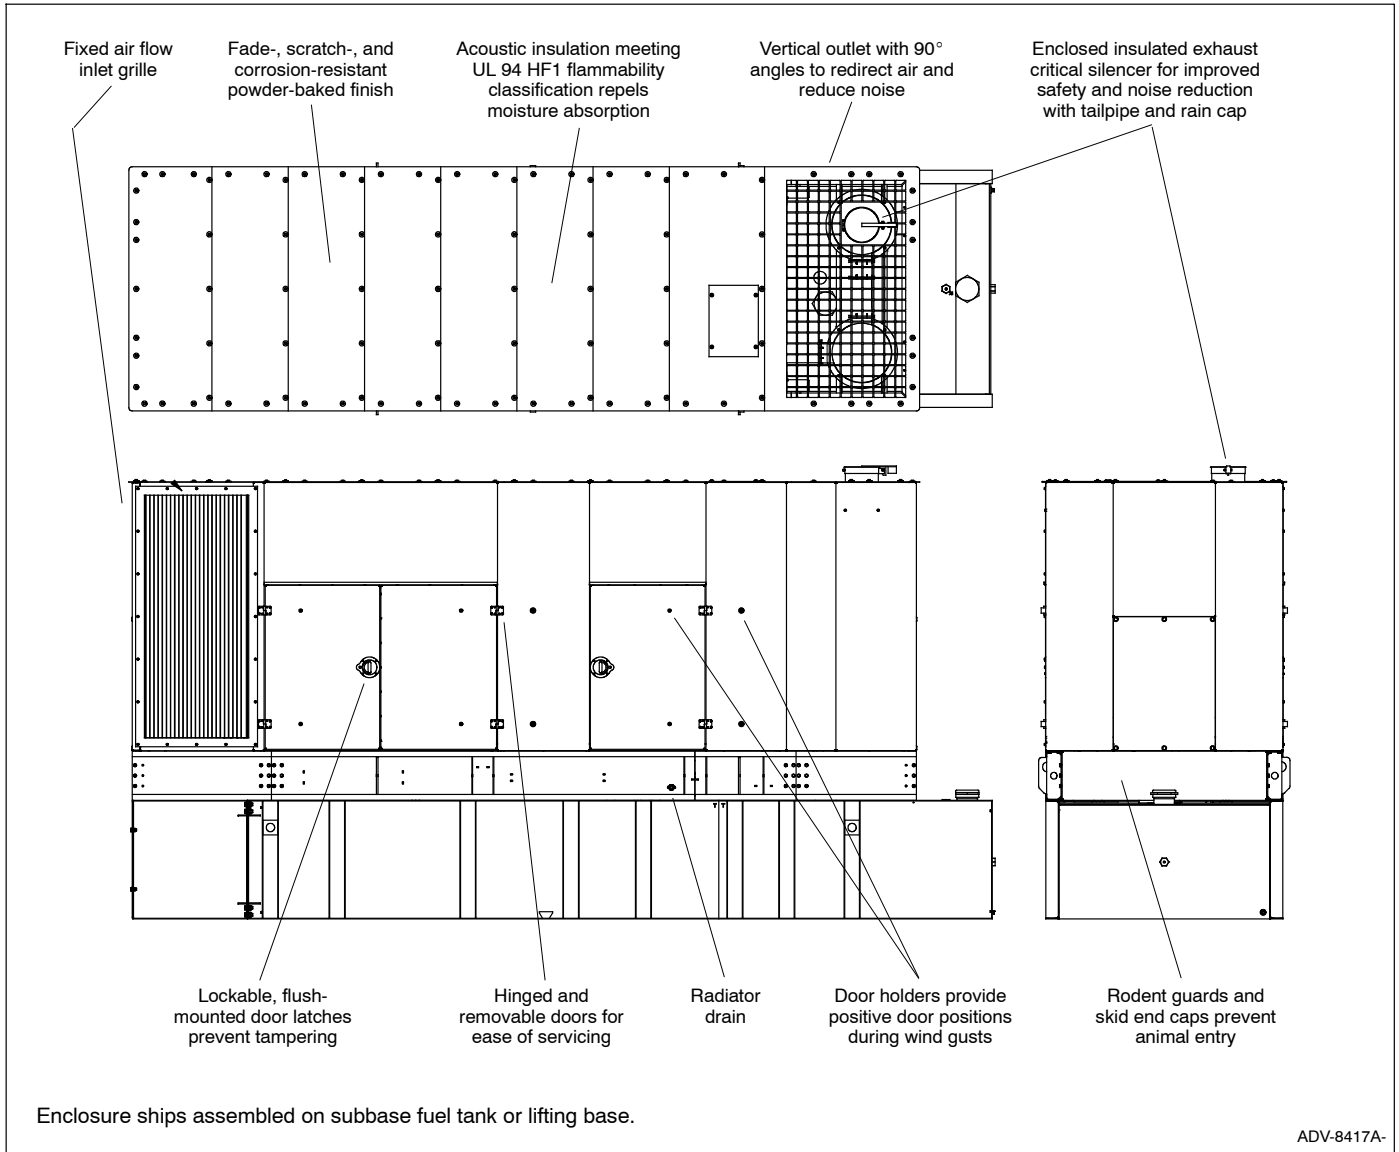 Fixed air flow
inlet grille
Fade-, scratch-, and
corrosion-resistant
powder-baked finish
Acoustic insulation meeting
UL 94 HF1 flammability
classification repels
moisture absorption
Vertical outlet with 90°
angles to redirect air and
reduce noise
Enclosed insulated exhaust
critical silencer for improved
safety and noise reduction
with tailpipe and rain cap
Lockable, flush-
mounted door latches
prevent tampering
Hinged and
removable doors for
ease of servicing
Radiator
drain
Door holders provide
positive door positions
during wind gusts
Rodent guards and
skid end caps prevent
animal entry
Enclosure ships assembled on subbase fuel tank or lifting base.
ADV-8417A-